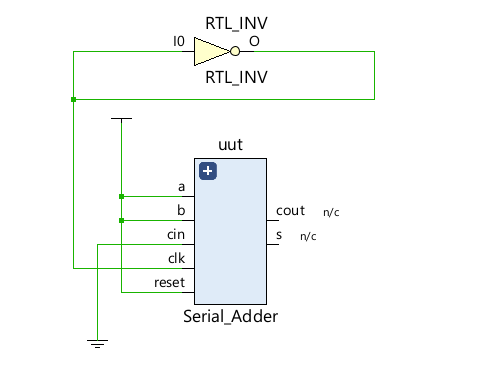 RTL_INV
I0
O
RTL_INV
uut
a
b
cin
clk
reset
cout n/c
s n/c
Serial_Adder